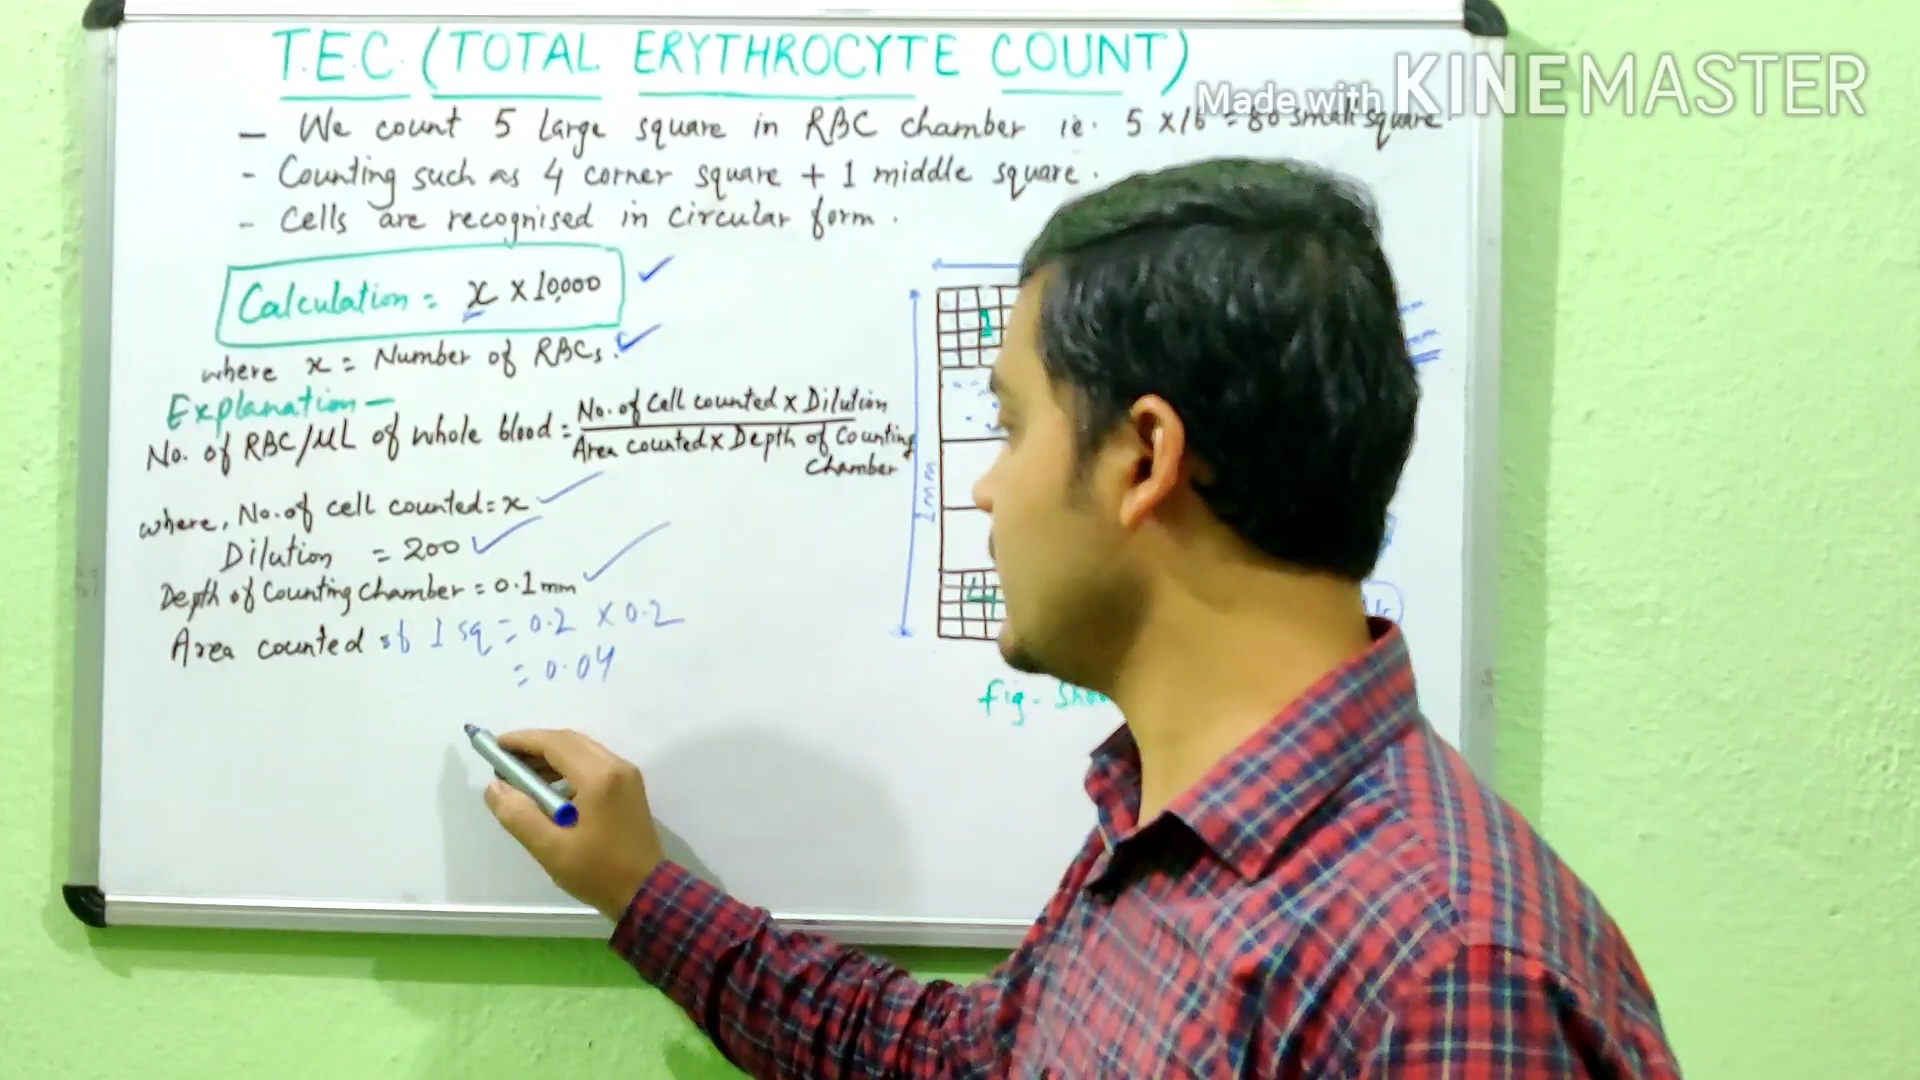 T.E.C. (TOTAL ERYTHROCYTE COUNT)
Made with KINEMASTER
— We count 5 Large square in RBC chamber ie. 5 x 16 = 80 small square.
- Counting such as 4 corner square + 1 middle square.
- Cells are recognised in circular form.
Calculation = x × 10,000
where x = Number of RBCs.
Explanation —
No. of RBC/ML of whole blood = No. of Cell counted x Dilution
Area counted x Depth of Counting
Chamber
where, No. of cell counted = x
Dilution = 200
Depth of Counting Chamber = 0.1 mm
Area counted of 1 sq = 0.2 × 0.2
= 0.04
1
1mm
4
fig -